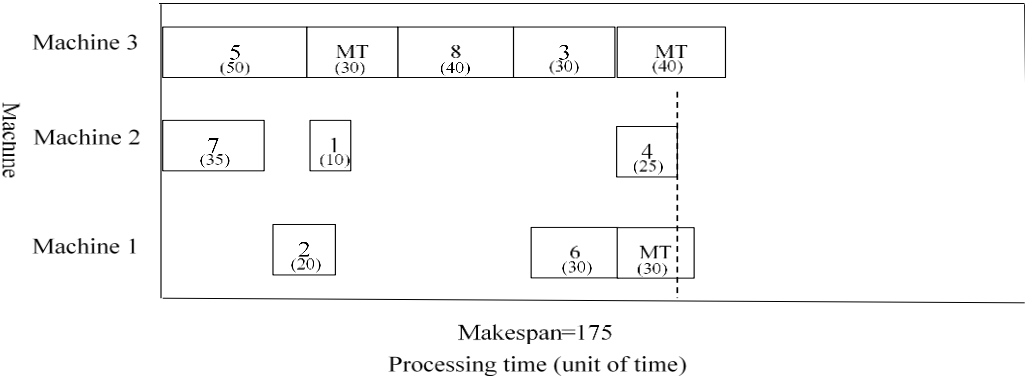 Machine 3
5
(50)
MT
(30)
8
(40)
3
(30)
MT
(40)
Machine
Machine 2
7
(35)
1
(10)
4
(25)
Machine 1
2
(20)
6
(30)
MT
(30)
Makespan=175
Processing time (unit of time)